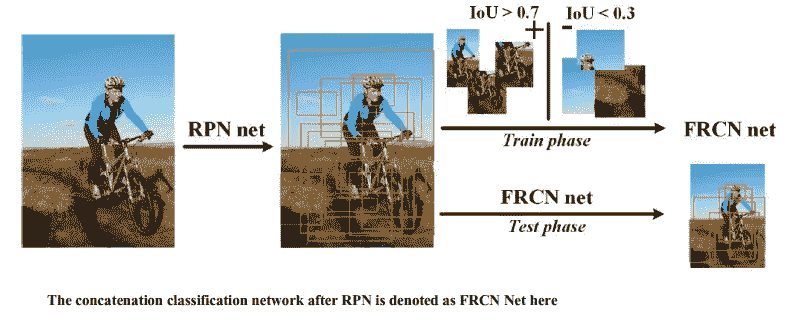 IoU > 0.7
IoU < 0.3
+
-
RPN net
Train phase
FRCN net
FRCN net
Test phase
The concatenation classification network after RPN is denoted as FRCN Net here